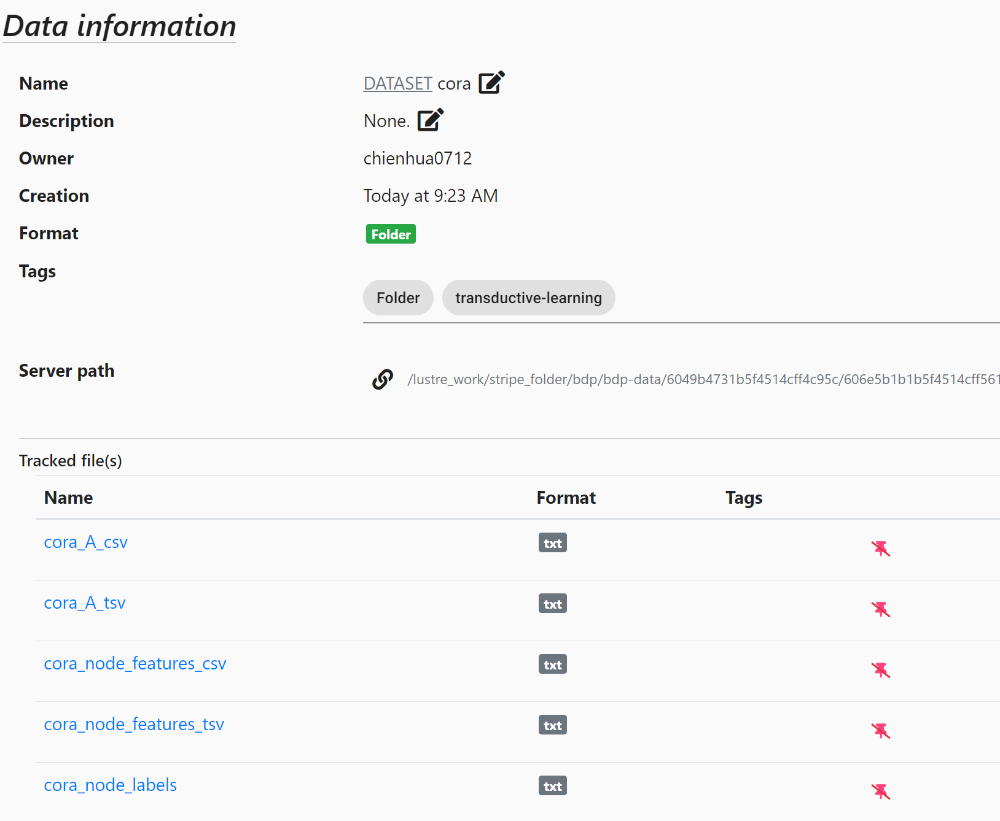 Data information
Name DATASET cora
Description None.
Owner chienhua0712
Creation Today at 9:23 AM
Format Folder
Tags
Folder transductive-learning
Server path /lustre_work/stripe_folder/bdp/bdp-data/6049b4731b5f4514cff4c95c/606e5b1b1b5f4514cff561
Tracked file(s)
Name Format Tags
cora_A_csv txt
cora_A_tsv txt
cora_node_features_csv txt
cora_node_features_tsv txt
cora_node_labels txt